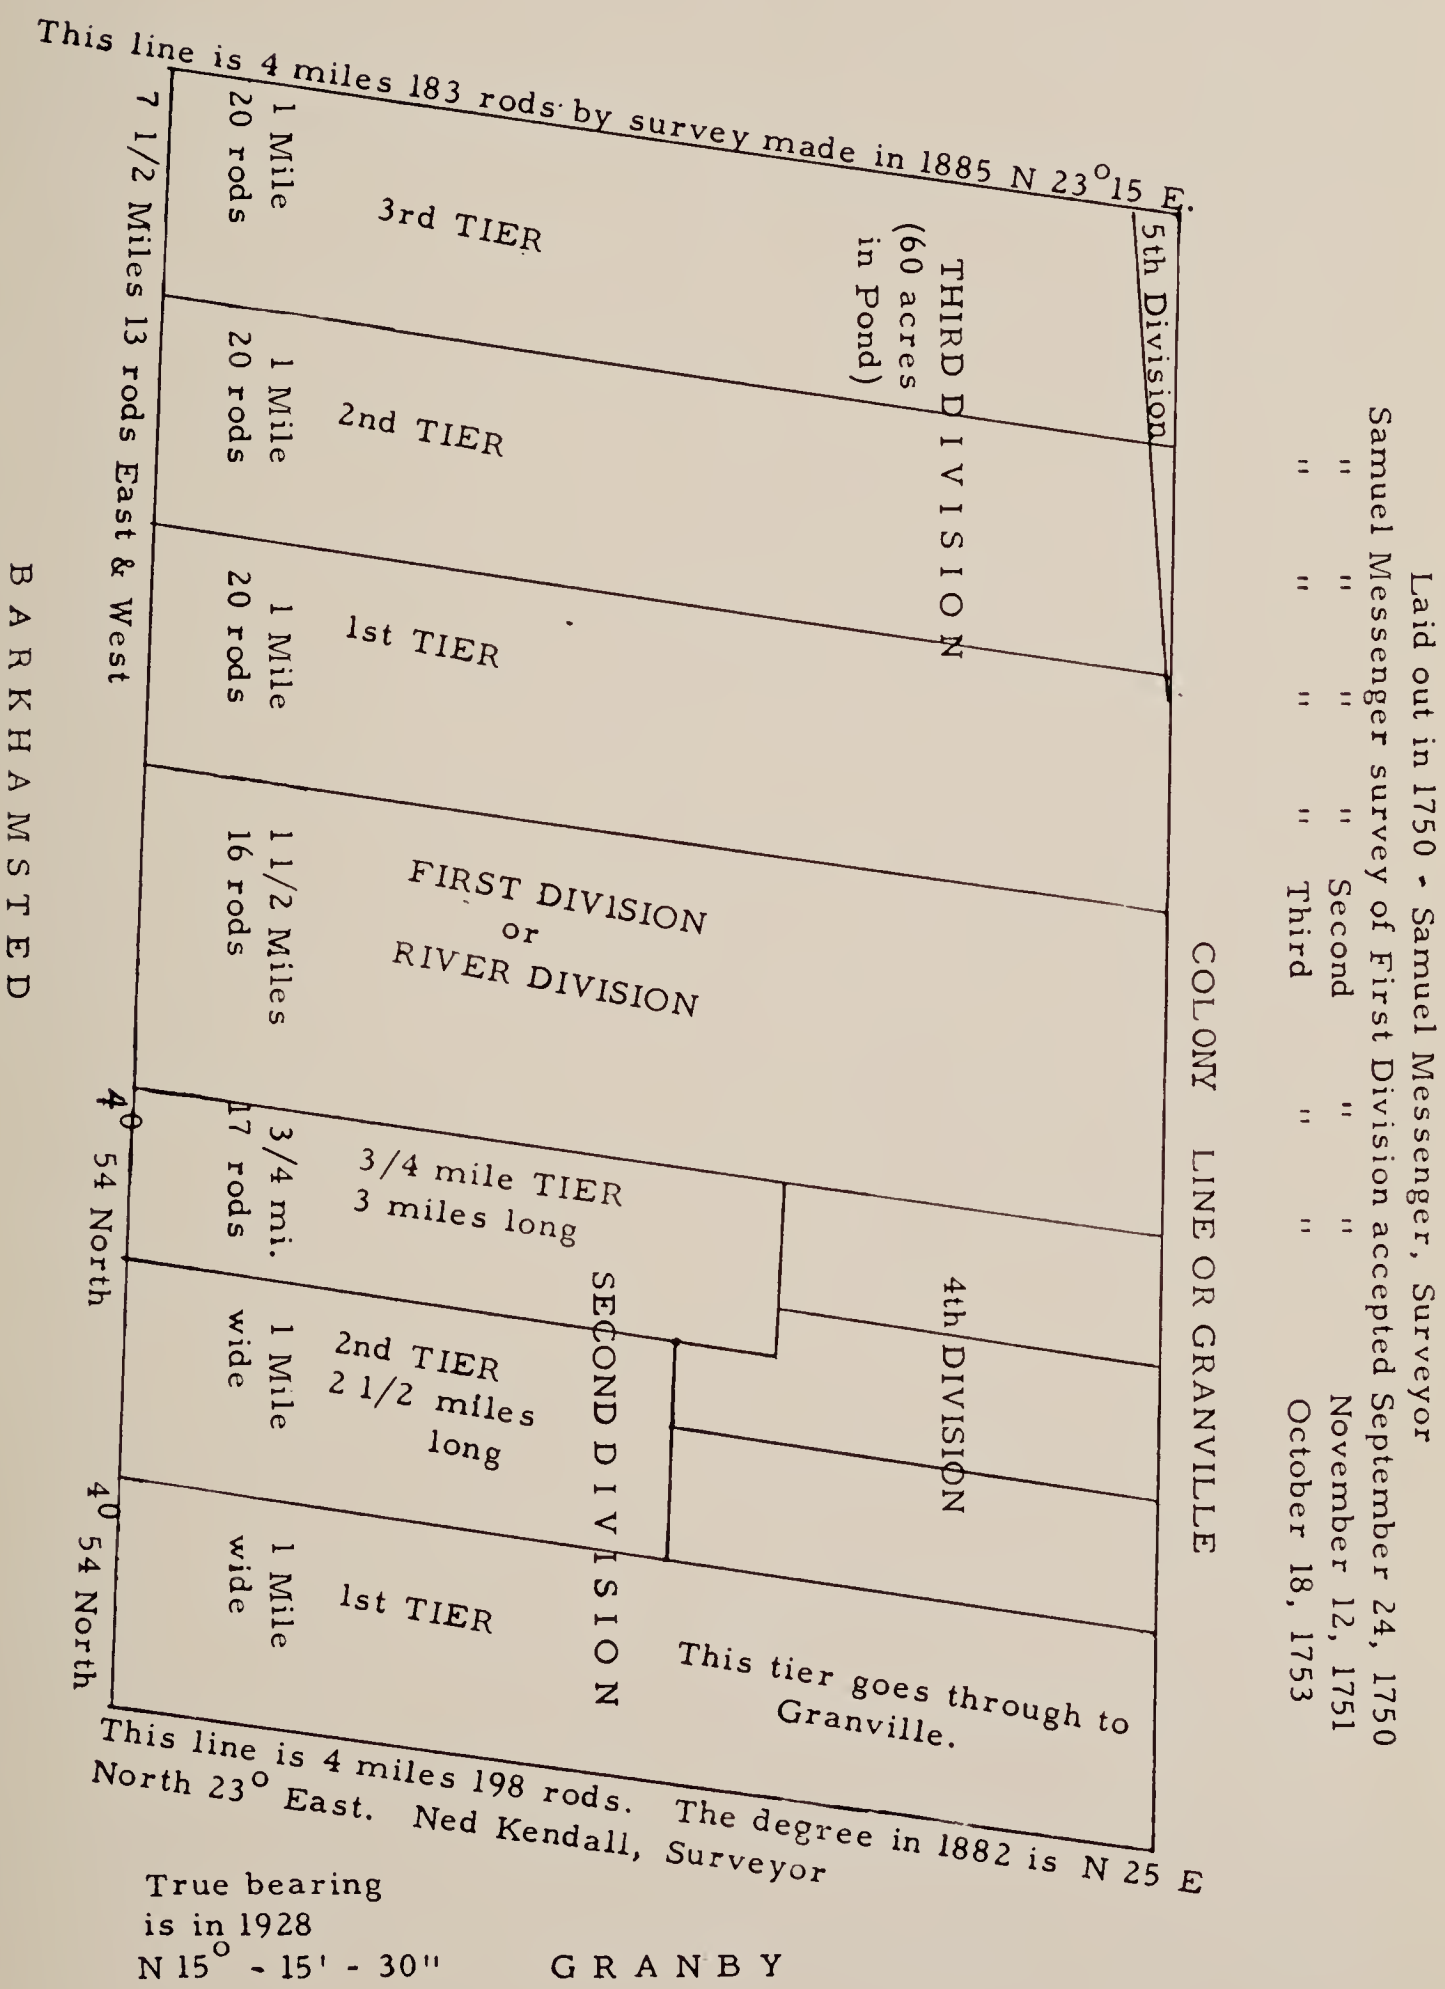 This line is 4 miles 183 rods by survey made in 1885 N 23°15 E.
7 1/2 Miles 13 rods East & West
1 Mile
20 rods
3rd TIER
THIRD DIVISION
(60 acres
in Pond)
5th Division
1 Mile
20 rods
2nd TIER
1 Mile
20 rods
1st TIER
1 1/2 Miles
16 rods
FIRST DIVISION
or
RIVER DIVISION
BARKHAMSTED
4°
54 North
3/4 mi.
17 rods
3/4 mile TIER
3 miles long
SECOND DIVISION
4th DIVISION
1 Mile
wide
2nd TIER
2 1/2 miles
long
4°
54 North
1 Mile
wide
1st TIER
This tier goes through to
Granville.
COLONY LINE OR GRANVILLE
Laid out in 1750 - Samuel Messenger, Surveyor
Samuel Messenger survey of First Division accepted September 24, 1750
" " " " Second " " November 12, 1751
" " " " Third " " October 18, 1753
This line is 4 miles 198 rods. The degree in 1882 is N 25 E
North 23° East. Ned Kendall, Surveyor
True bearing
is in 1928
N 15° - 15' - 30"
GRANBY